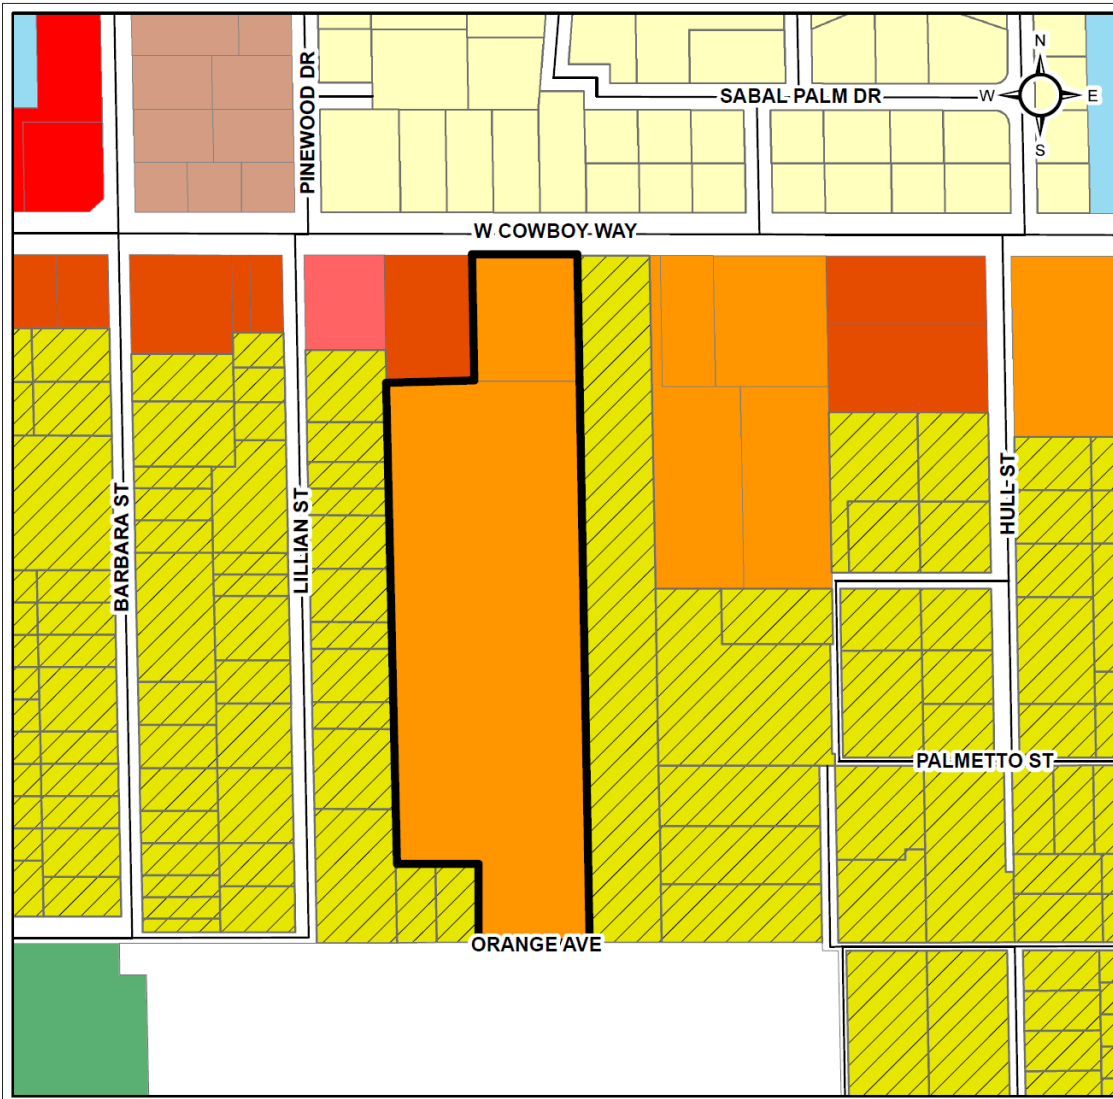 N
W E
S
PINEWOOD DR
SABAL PALM DR
W COWBOY WAY
BARBARA ST
LILLIAN ST
HULL ST
PALMETTO ST
ORANGE AVE